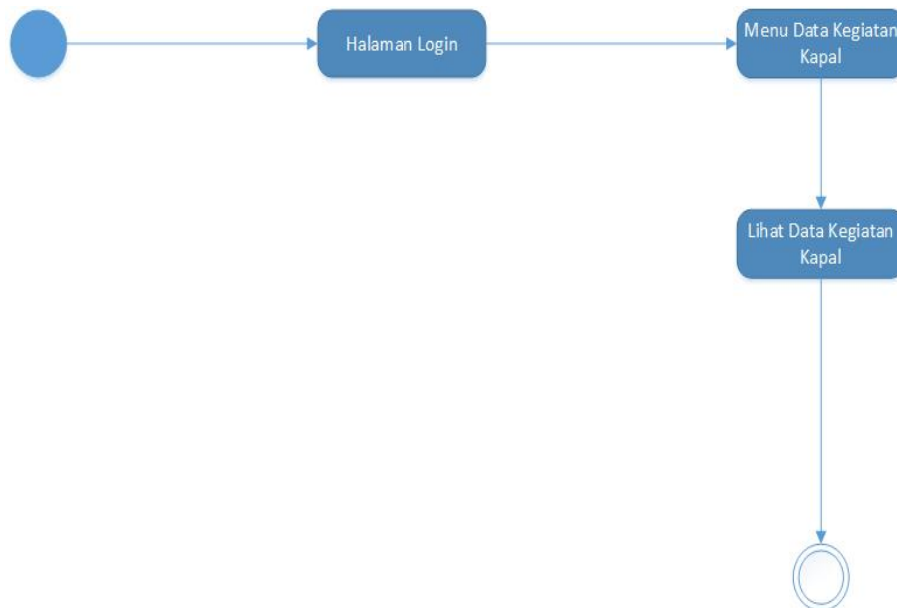 Halaman Login
Menu Data Kegiatan
Kapal
Lihat Data Kegiatan
Kapal